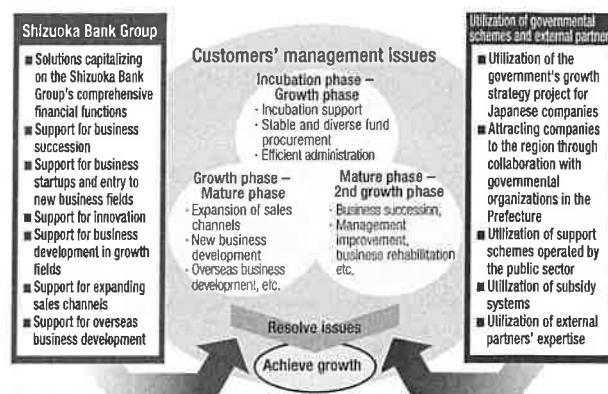 Shizuoka Bank Group
■ Solutions capitalizing
on the Shizuoka Bank
Group's comprehensive
financial functions
■ Support for business
succession
■ Support for business
startups and entry to
new business fields
■ Support for innovation
■ Support for business
development in growth
fields
■ Support for expanding
sales channels
■ Support for overseas
business development
Customers' management issues
Incubation phase –
Growth phase
· Incubation support
· Stable and diverse fund
procurement
· Efficient administration
Growth phase –
Mature phase
· Expansion of sales
channels
· New business
development
· Overseas business
development, etc.
Mature phase –
2nd growth phase
· Business succession,
· Management
improvement,
business rehabilitation
etc.
Resolve issues
Achieve growth
Utilization of governmental
schemes and external partner
■ Utilization of the
government's growth
strategy project for
Japanese companies
■ Attracting companies
to the region through
collaboration with
governmental
organizations in the
Prefecture
■ Utilization of support
schemes operated by
the public sector
■ Utilization of subsidy
systems
■ Utilization of external
partners' expertise